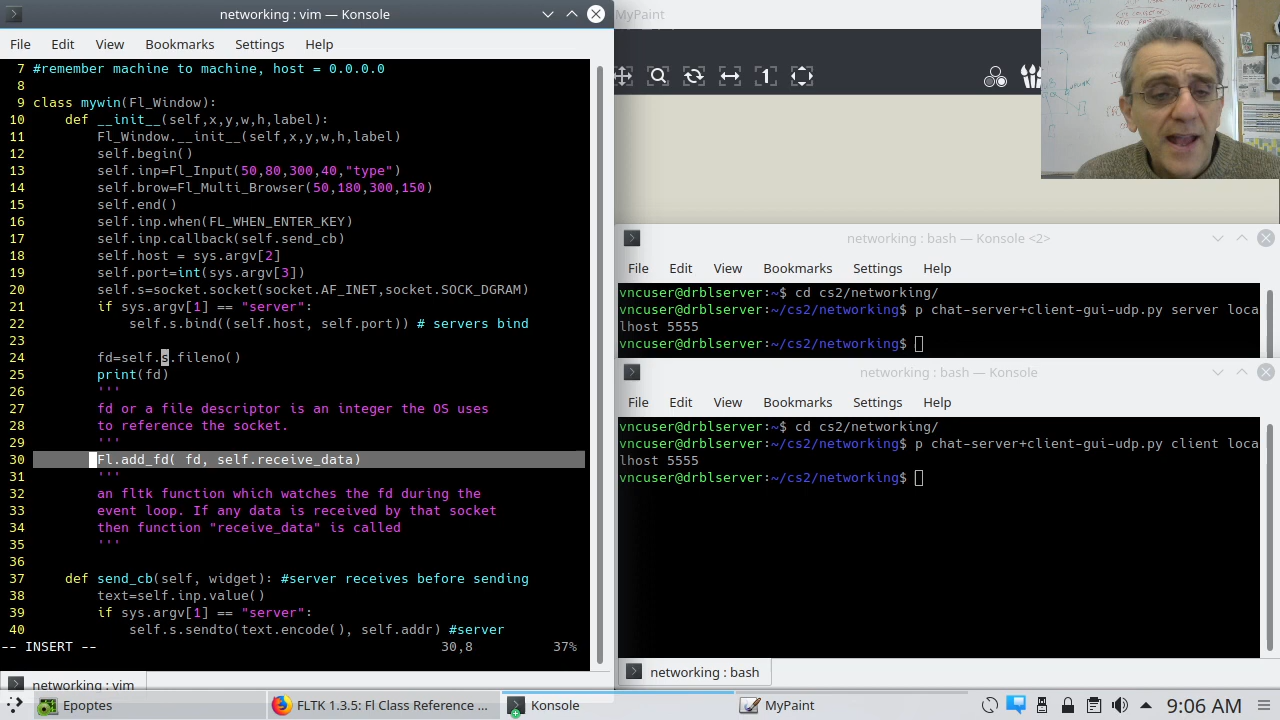 networking : vim — Konsole
File Edit View Bookmarks Settings Help
7 #remember machine to machine, host = 0.0.0.0
8
9 class mywin(Fl_Window):
10     def __init__(self,x,y,w,h,label):
11         Fl_Window.__init__(self,x,y,w,h,label)
12         self.begin()
13         self.inp=Fl_Input(50,80,300,40,"type")
14         self.brow=Fl_Multi_Browser(50,180,300,150)
15         self.end()
16         self.inp.when(FL_WHEN_ENTER_KEY)
17         self.inp.callback(self.send_cb)
18         self.host = sys.argv[2]
19         self.port=int(sys.argv[3])
20         self.s=socket.socket(socket.AF_INET,socket.SOCK_DGRAM)
21         if sys.argv[1] == "server":
22             self.s.bind((self.host, self.port)) # servers bind
23
24         fd=self.s.fileno()
25         print(fd)
26         '''
27         fd or a file descriptor is an integer the OS uses
28         to reference the socket.
29         '''
30         Fl.add_fd( fd, self.receive_data)
31         '''
32         an fltk function which watches the fd during the
33         event loop. If any data is received by that socket
34         then function "receive_data" is called
35         '''
36
37     def send_cb(self, widget): #server receives before sending
38         text=self.inp.value()
39         if sys.argv[1] == "server":
40             self.s.sendto(text.encode(), self.addr) #server
-- INSERT -- 30,8 37%
networking : vim
MyPaint
1
networking : bash — Konsole <2>
File Edit View Bookmarks Settings Help
vncuser@drblserver:~$ cd cs2/networking/
vncuser@drblserver:~/cs2/networking$ p chat-server+client-gui-udp.py server loca
lhost 5555
vncuser@drblserver:~/cs2/networking$
networking : bash — Konsole
File Edit View Bookmarks Settings Help
vncuser@drblserver:~$ cd cs2/networking/
vncuser@drblserver:~/cs2/networking$ p chat-server+client-gui-udp.py client loca
lhost 5555
vncuser@drblserver:~/cs2/networking$
networking : bash
Epoptes
FLTK 1.3.5: Fl Class Reference ...
Konsole
MyPaint
9:06 AM